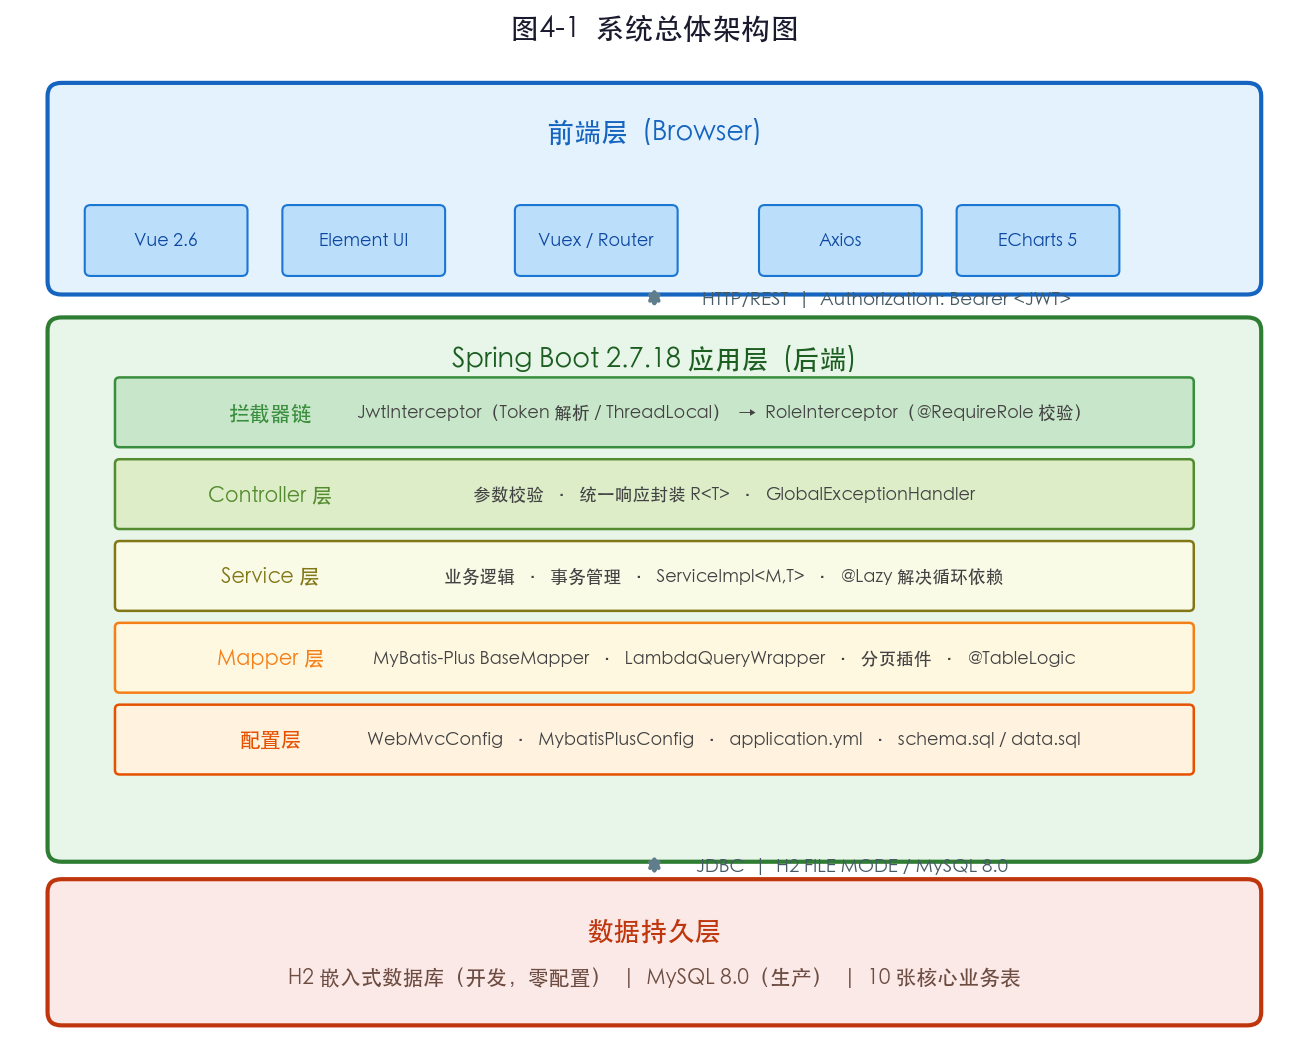 图4-1 系统总体架构图
前端层（Browser）
Vue 2.6
Element UI
Vuex / Router
Axios
ECharts 5
HTTP/REST | Authorization: Bearer <JWT>
Spring Boot 2.7.18 应用层（后端）
拦截器链 JwtInterceptor（Token 解析 / ThreadLocal） → RoleInterceptor（@RequireRole 校验）
Controller 层 参数校验 · 统一响应封装 R<T> · GlobalExceptionHandler
Service 层 业务逻辑 · 事务管理 · ServiceImpl<M,T> · @Lazy 解决循环依赖
Mapper 层 MyBatis-Plus BaseMapper · LambdaQueryWrapper · 分页插件 · @TableLogic
配置层 WebMvcConfig · MybatisPlusConfig · application.yml · schema.sql / data.sql
JDBC | H2 FILE MODE / MySQL 8.0
数据持久层
H2 嵌入式数据库（开发，零配置） | MySQL 8.0（生产） | 10 张核心业务表